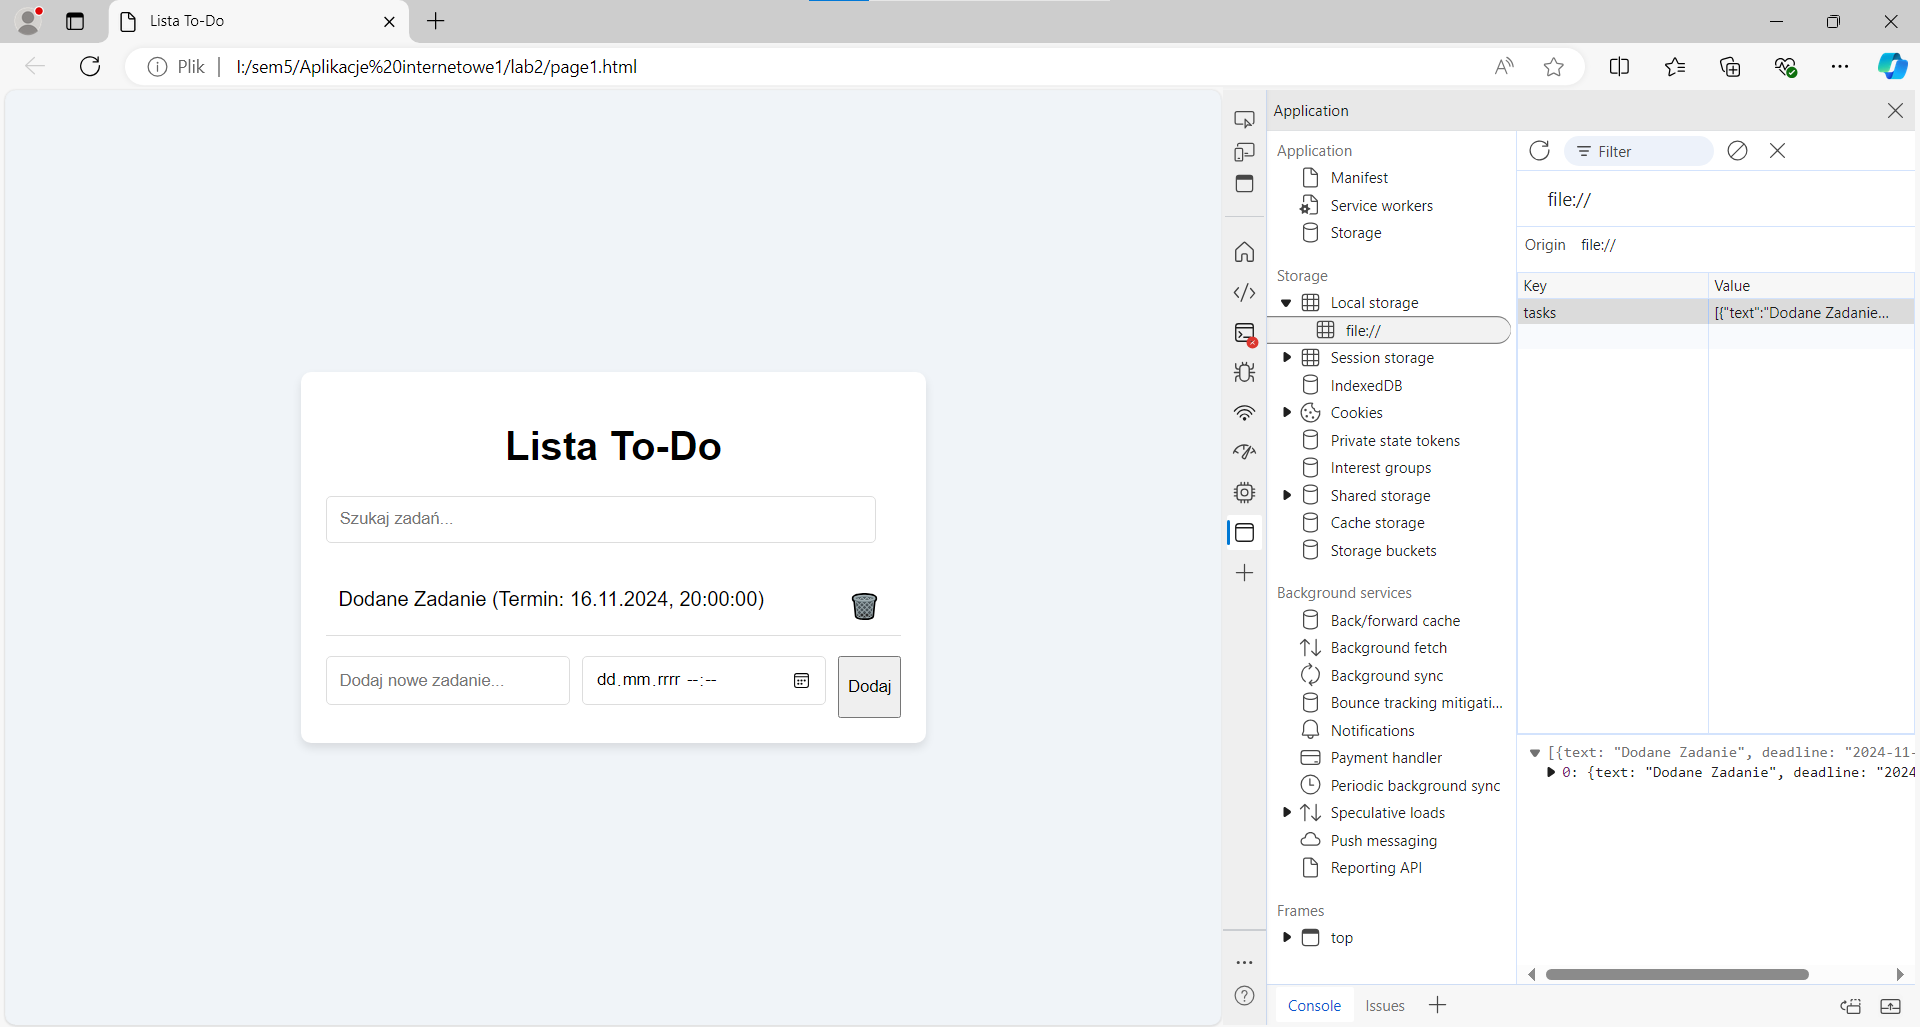 Lista To-Do
Plik
I:/sem5/Aplikacje%20internetowe1/lab2/page1.html
Lista To-Do
Szukaj zadań...
Dodane Zadanie (Termin: 16.11.2024, 20:00:00)
Dodaj nowe zadanie...
dd.mm.rrrr --:--
Dodaj
Application
Application
Manifest
Service workers
Storage
Storage
Local storage
file://
Session storage
IndexedDB
Cookies
Private state tokens
Interest groups
Shared storage
Cache storage
Storage buckets
Background services
Back/forward cache
Background fetch
Background sync
Bounce tracking mitigati...
Notifications
Payment handler
Periodic background sync
Speculative loads
Push messaging
Reporting API
Frames
top
Filter
file://
Origin file://
Key Value
tasks [{"text":"Dodane Zadanie...
[{text: "Dodane Zadanie", deadline: "2024-11-
0: {text: "Dodane Zadanie", deadline: "2024
Console Issues